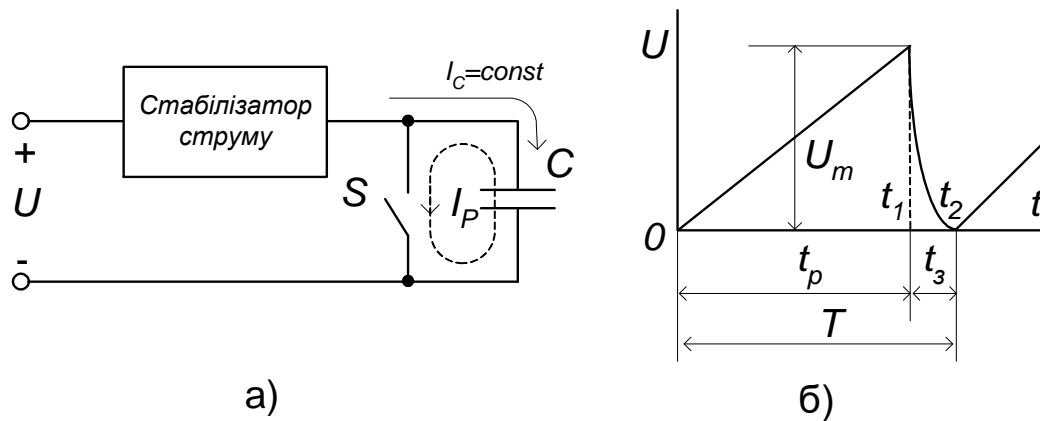 I_C=const
Стабілізатор
струму
+
U
-
S
I_P
C
а)
U
U_m
t_1
t_2
t
0
t_p
t_з
T
б)